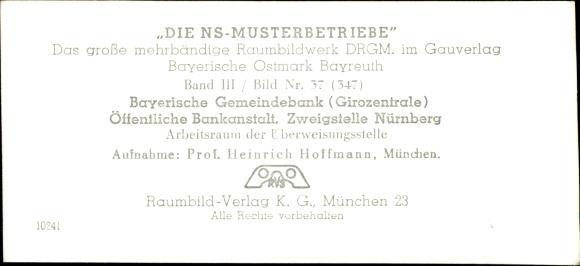 „DIE NS-MUSTERBETRIEBE"
Das große mehrbändige Raumbildwerk DRGM. im Gauverlag
Bayerische Ostmark Bayreuth
Band III / Bild Nr. 37 (347)
Bayerische Gemeindebank (Girozentrale)
Öffentliche Bankanstalt, Zweigstelle Nürnberg
Arbeitsraum der Überweisungsstelle
Aufnahme: Prof. Heinrich Hoffmann, München.
RVS
Raumbild-Verlag K. G., München 23
Alle Rechte vorbehalten
10241